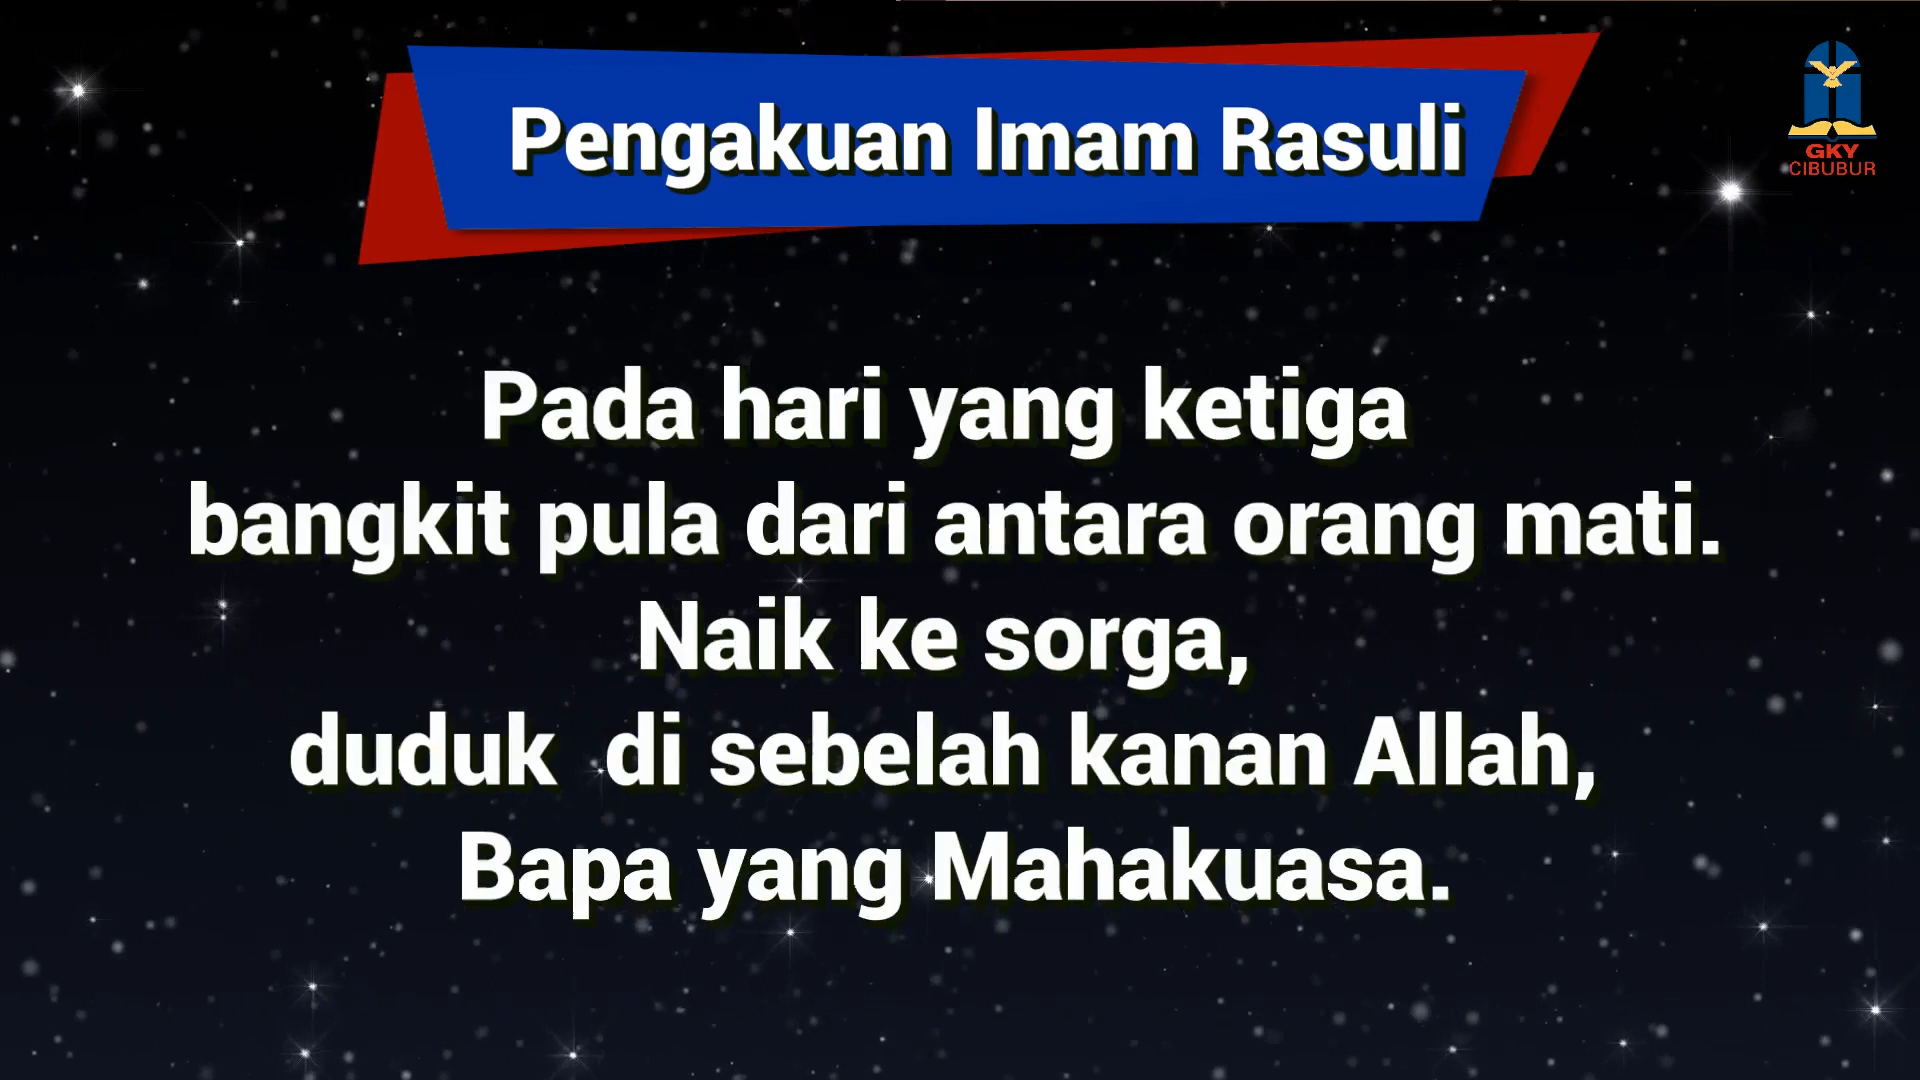 Pengakuan Imam Rasuli
GKY
CIBUBUR
Pada hari yang ketiga
bangkit pula dari antara orang mati.
Naik ke sorga,
duduk  di sebelah kanan Allah,
Bapa yang Mahakuasa.